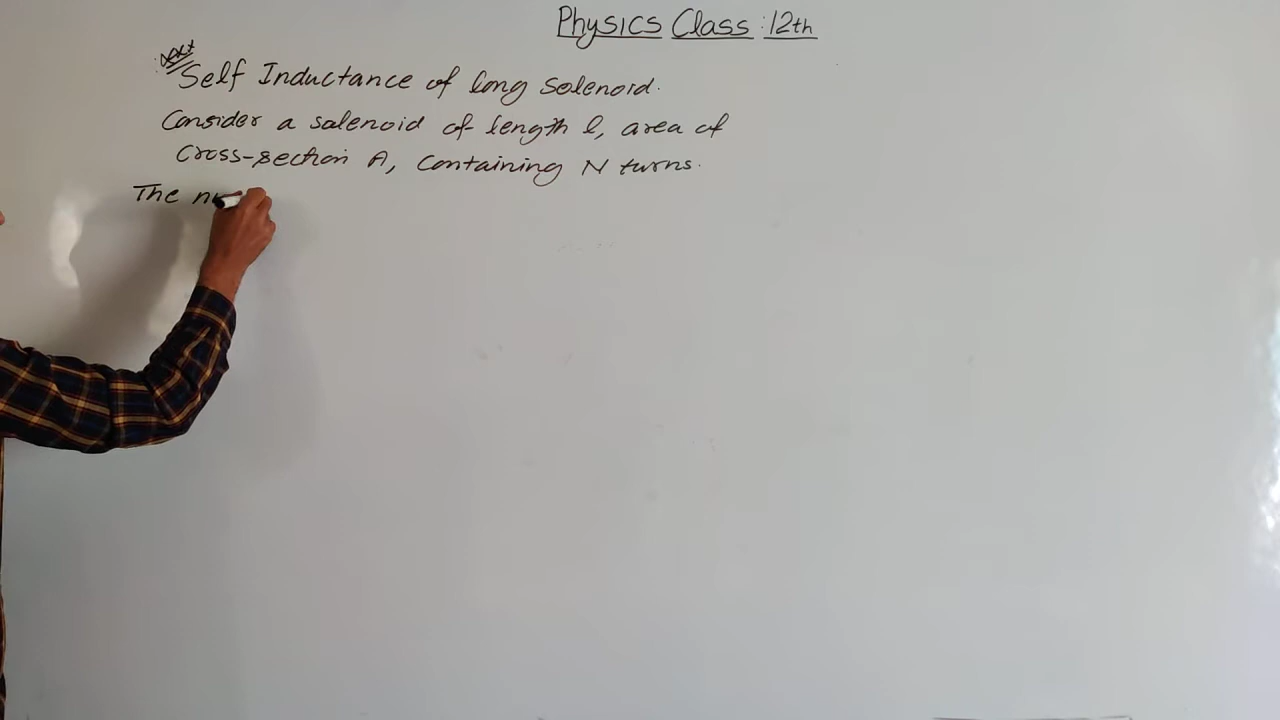 Physics Class : 12th
Self Inductance of long Solenoid.
Consider a solenoid of length l, area of
Cross-section A, Containing N turns.
The